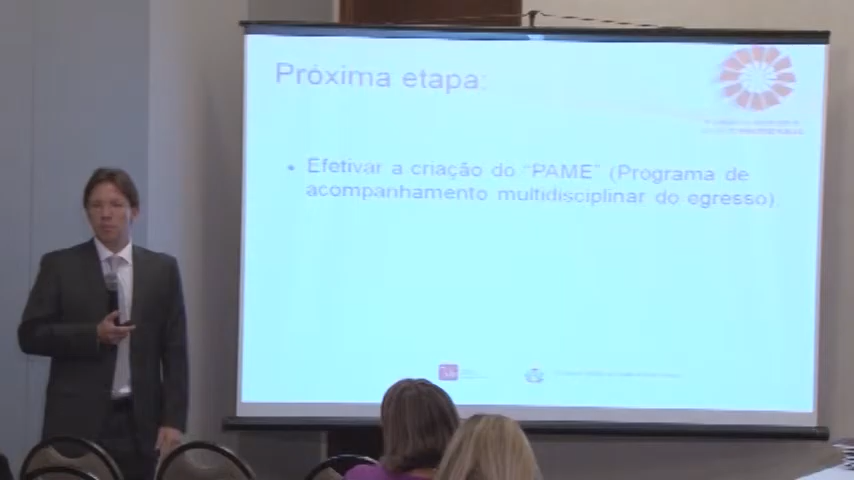 Próxima etapa:
• Efetivar a criação do “PAME” (Programa de
acompanhamento multidisciplinar do egresso).